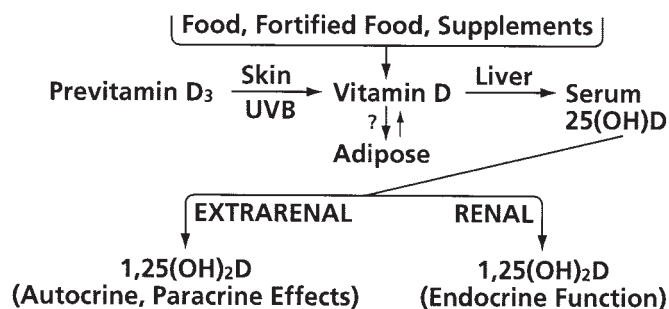 Food, Fortified Food, Supplements
Previtamin D₃
Skin
UVB
Vitamin D
Liver
Serum
25(OH)D
?
Adipose
EXTRARENAL
RENAL
1,25(OH)₂D
(Autocrine, Paracrine Effects)
1,25(OH)₂D
(Endocrine Function)